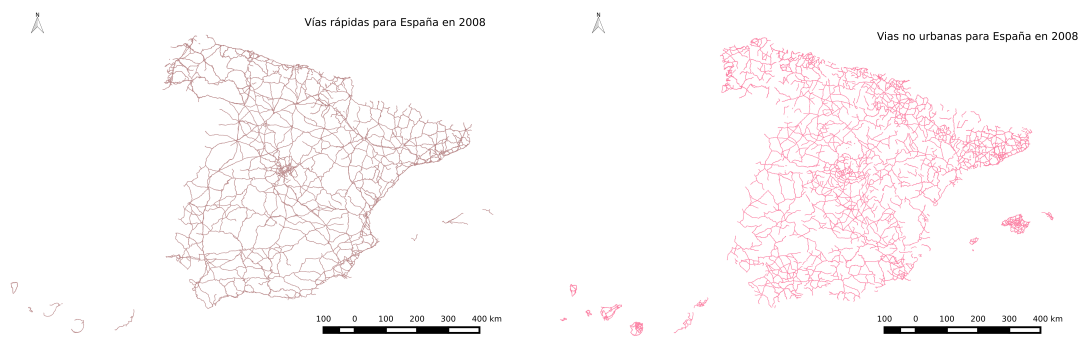 N
Vías rápidas para España en 2008
100 0 100 200 300 400 km
N
Vias no urbanas para España en 2008
100 0 100 200 300 400 km